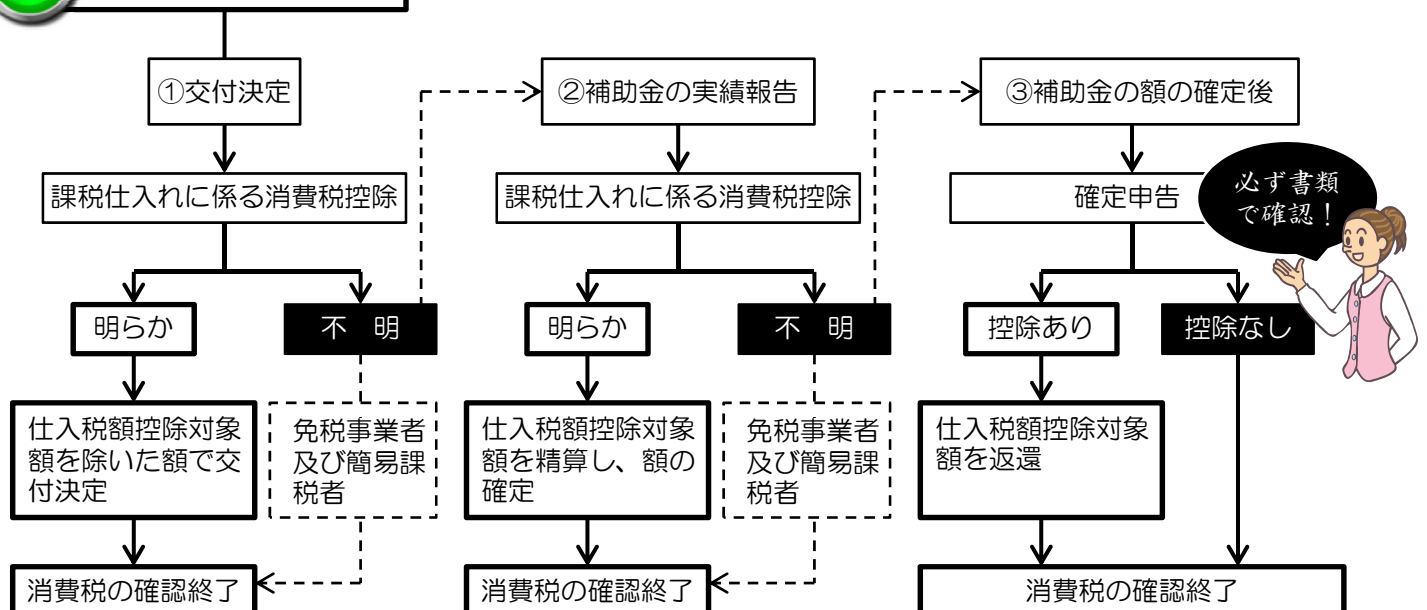 ①交付決定
課税仕入れに係る消費税控除
明らか
不 明
仕入税額控除対象
額を除いた額で交
付決定
免税事業者
及び簡易課
税者
消費税の確認終了
②補助金の実績報告
課税仕入れに係る消費税控除
明らか
不 明
仕入税額控除対象
額を精算し、額の
確定
免税事業者
及び簡易課
税者
消費税の確認終了
③補助金の額の確定後
確定申告
必ず書類
で確認！
控除あり
控除なし
仕入税額控除対象
額を返還
消費税の確認終了